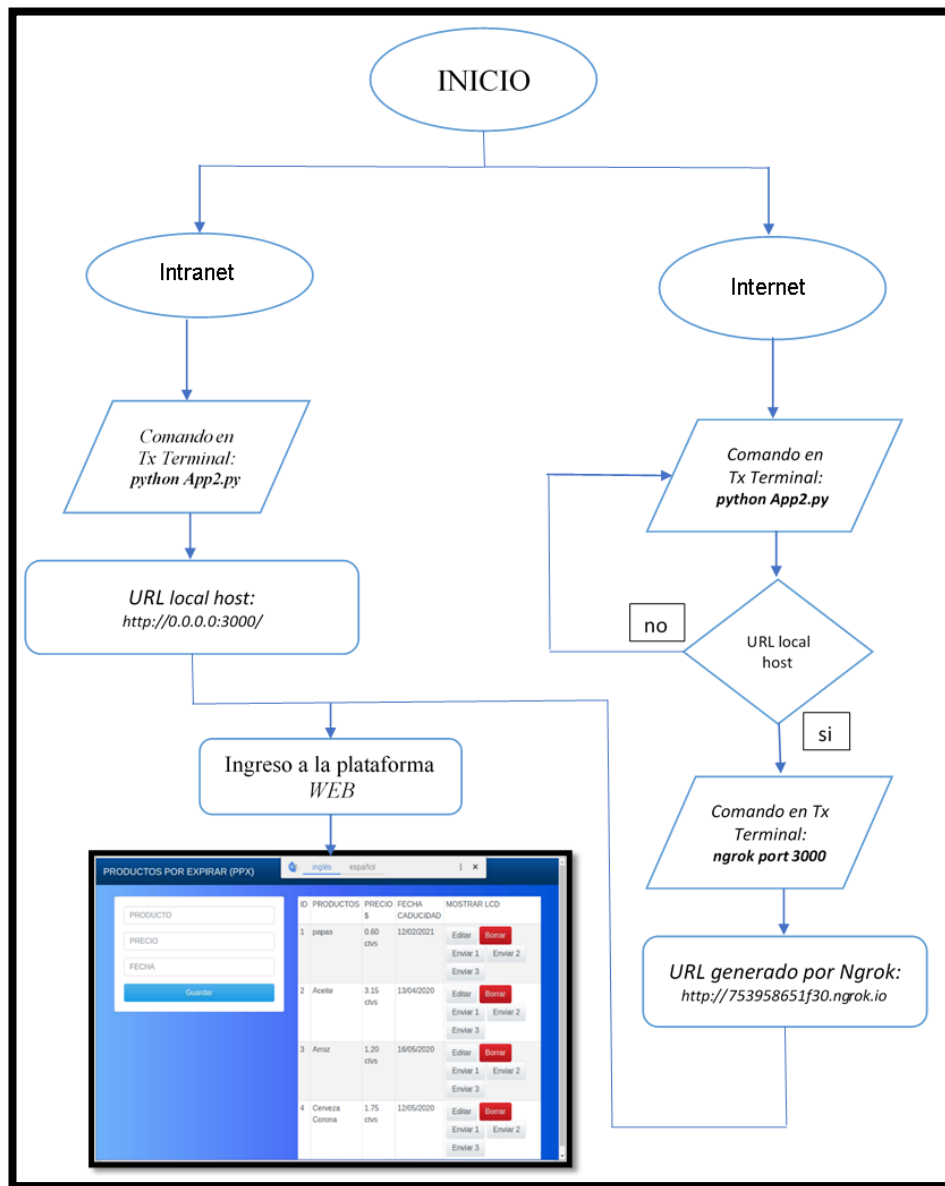 INICIO
Intranet
Internet
Comando en
Tx Terminal:
python App2.py
Comando en
Tx Terminal:
python App2.py
URL local host:
http://0.0.0.0:3000/
no
URL local
host
si
Ingreso a la plataforma
WEB
Comando en Tx
Terminal:
ngrok port 3000
URL generado por Ngrok:
http://753958651f30.ngrok.io
PRODUCTOS POR EXPIRAR (PPX)
inglés español
PRODUCTO
PRECIO
FECHA
Guardar
ID PRODUCTOS PRECIO FECHA MOSTRAR LCD
$ CADUCIDAD
1 papas 0.60 12/02/2021 Editar Borrar
ctvs
Enviar 1 Enviar 2
Enviar 3
2 Aceite 3.15 13/04/2020 Editar Borrar
ctvs
Enviar 1 Enviar 2
Enviar 3
3 Arroz 1.20 16/05/2020 Editar Borrar
ctvs
Enviar 1 Enviar 2
Enviar 3
4 Cerveza 1.75 12/05/2020 Editar Borrar
Corona ctvs
Enviar 1 Enviar 2
Enviar 3